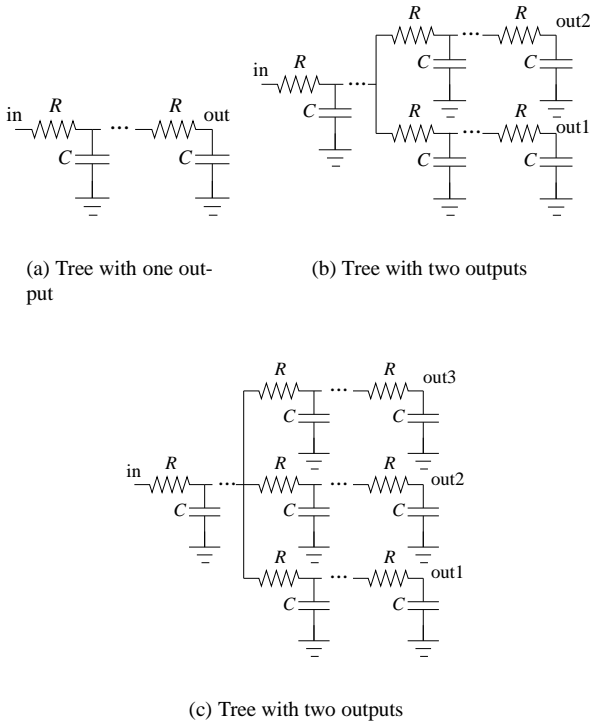 in
R
C
...
R
out
C
(a) Tree with one out-
put
in
R
C
...
R
C
...
R
out2
C
R
C
...
R
out1
C
(b) Tree with two outputs
in
R
C
...
R
C
...
R
out3
C
R
C
...
R
out2
C
R
C
...
R
out1
C
(c) Tree with two outputs